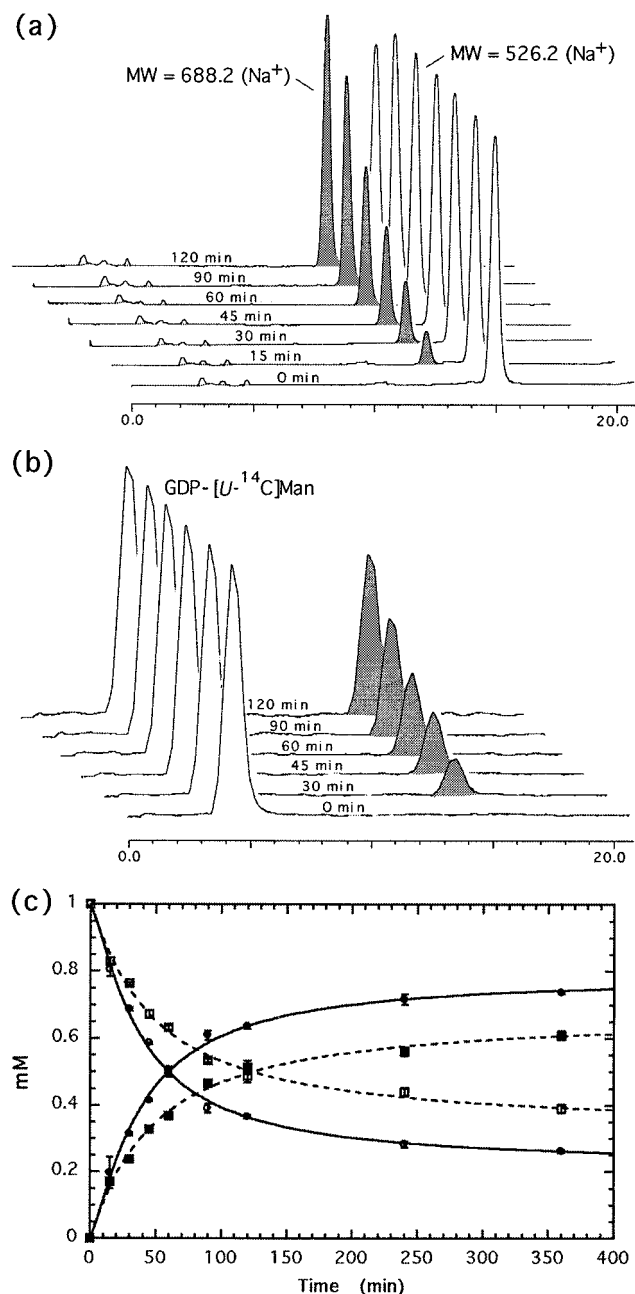 (a)
MW = 688.2 (Na+)
MW = 526.2 (Na+)
120 min
90 min
60 min
45 min
30 min
15 min
0 min
0.0
20.0
(b)
GDP-[U-14C]Man
120 min
90 min
60 min
45 min
30 min
0 min
0.0
20.0
(c)
1
0.8
0.6
0.4
0.2
0
mM
0 50 100 150 200 250 300 350 400
Time (min)